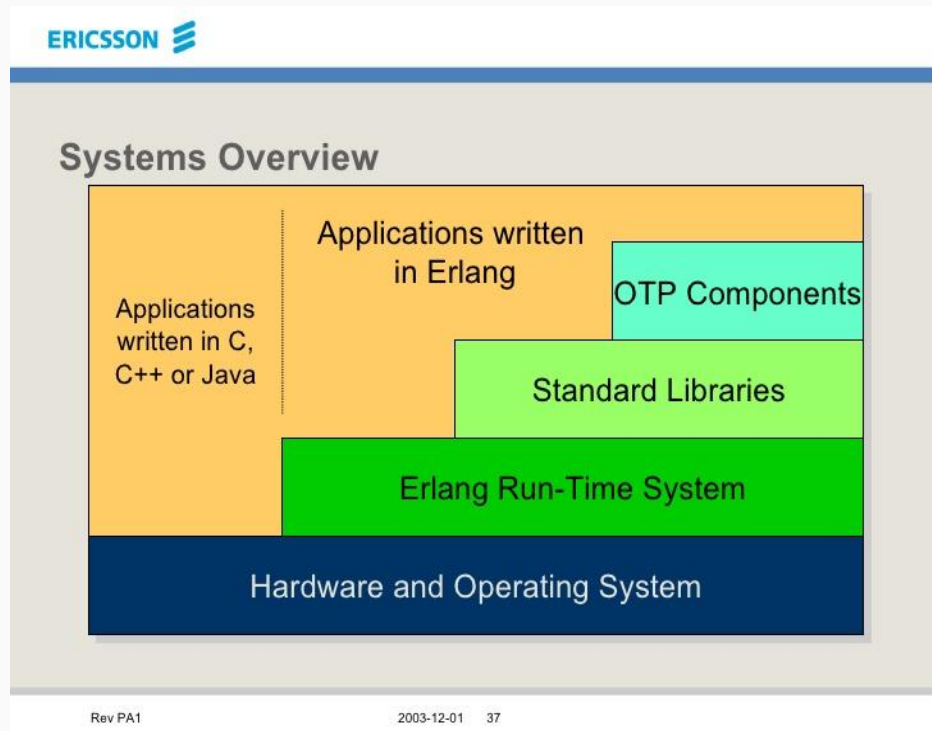 ERICSSON
Systems Overview
Applications written
in Erlang
OTP Components
Applications
written in C,
C++ or Java
Standard Libraries
Erlang Run-Time System
Hardware and Operating System
Rev PA1
2003-12-01
37